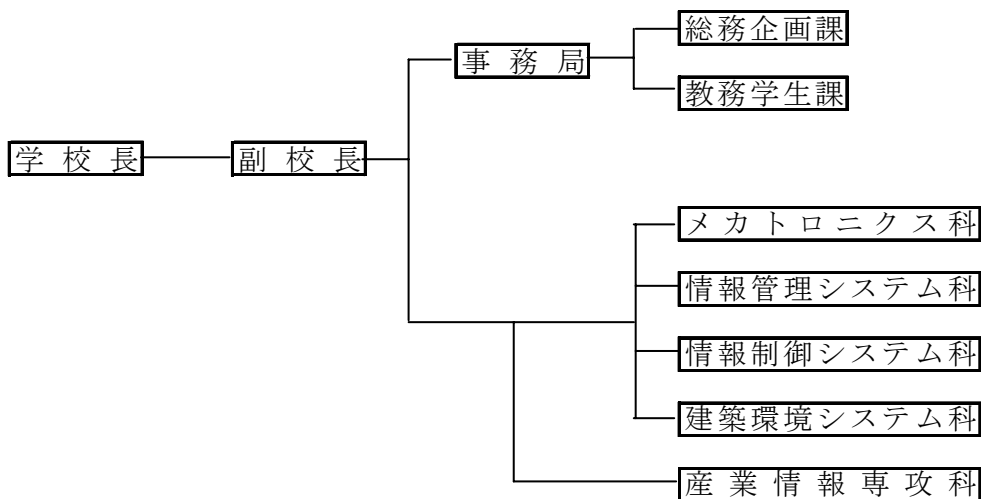 総務企画課
事務局
教務学生課
学校長
副校長
メカトロニクス科
情報管理システム科
情報制御システム科
建築環境システム科
産業情報専攻科